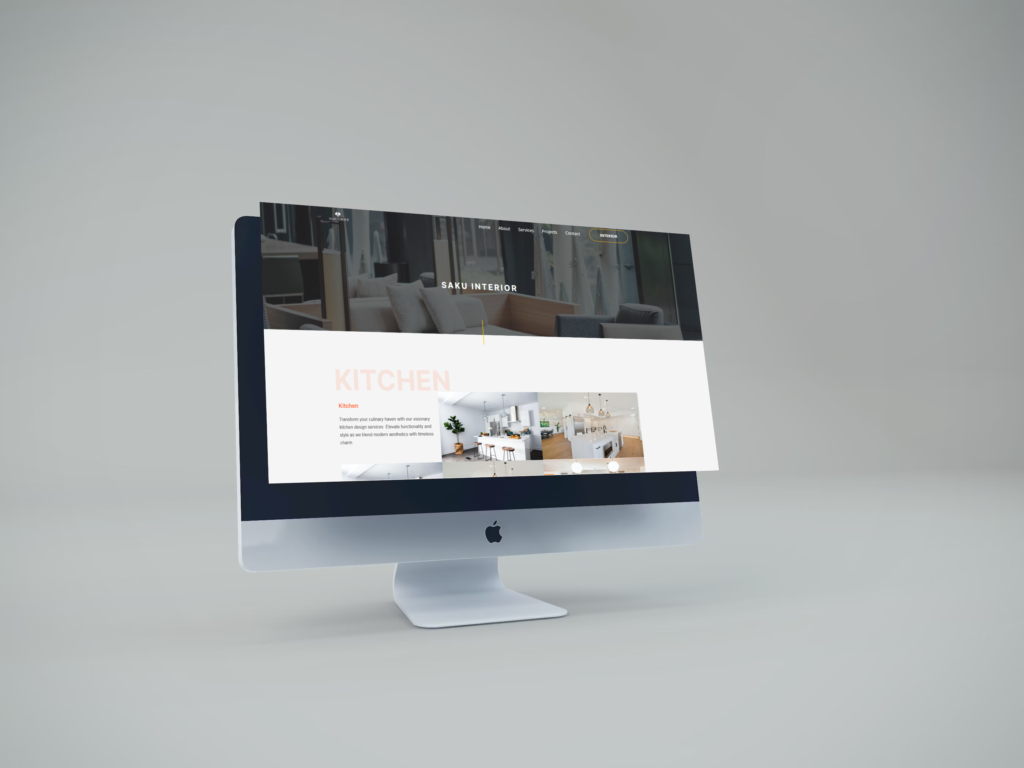 Home About Services Projects Contact INTERIOR
SAKU INTERIOR
KITCHEN
Kitchen
Transform your culinary haven with our visionary
kitchen design services. Elevate functionality and
style as we blend modern aesthetics with timeless
charm.